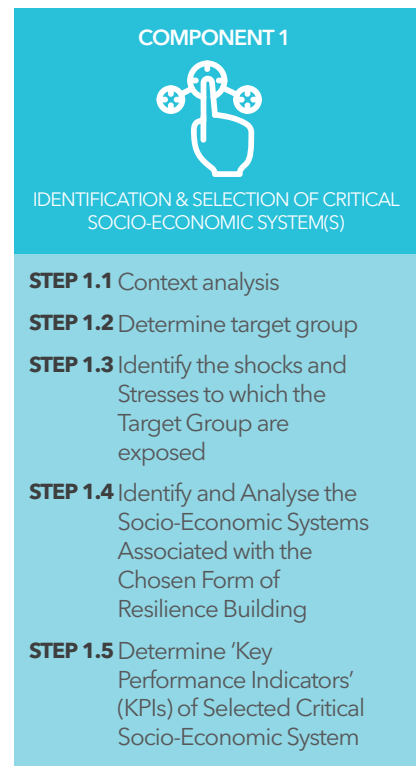 COMPONENT 1
IDENTIFICATION & SELECTION OF CRITICAL
SOCIO-ECONOMIC SYSTEM(S)
STEP 1.1 Context analysis
STEP 1.2 Determine target group
STEP 1.3 Identify the shocks and
Stresses to which the
Target Group are
exposed
STEP 1.4 Identify and Analyse the
Socio-Economic Systems
Associated with the
Chosen Form of
Resilience Building
STEP 1.5 Determine ‘Key
Performance Indicators’
(KPIs) of Selected Critical
Socio-Economic System